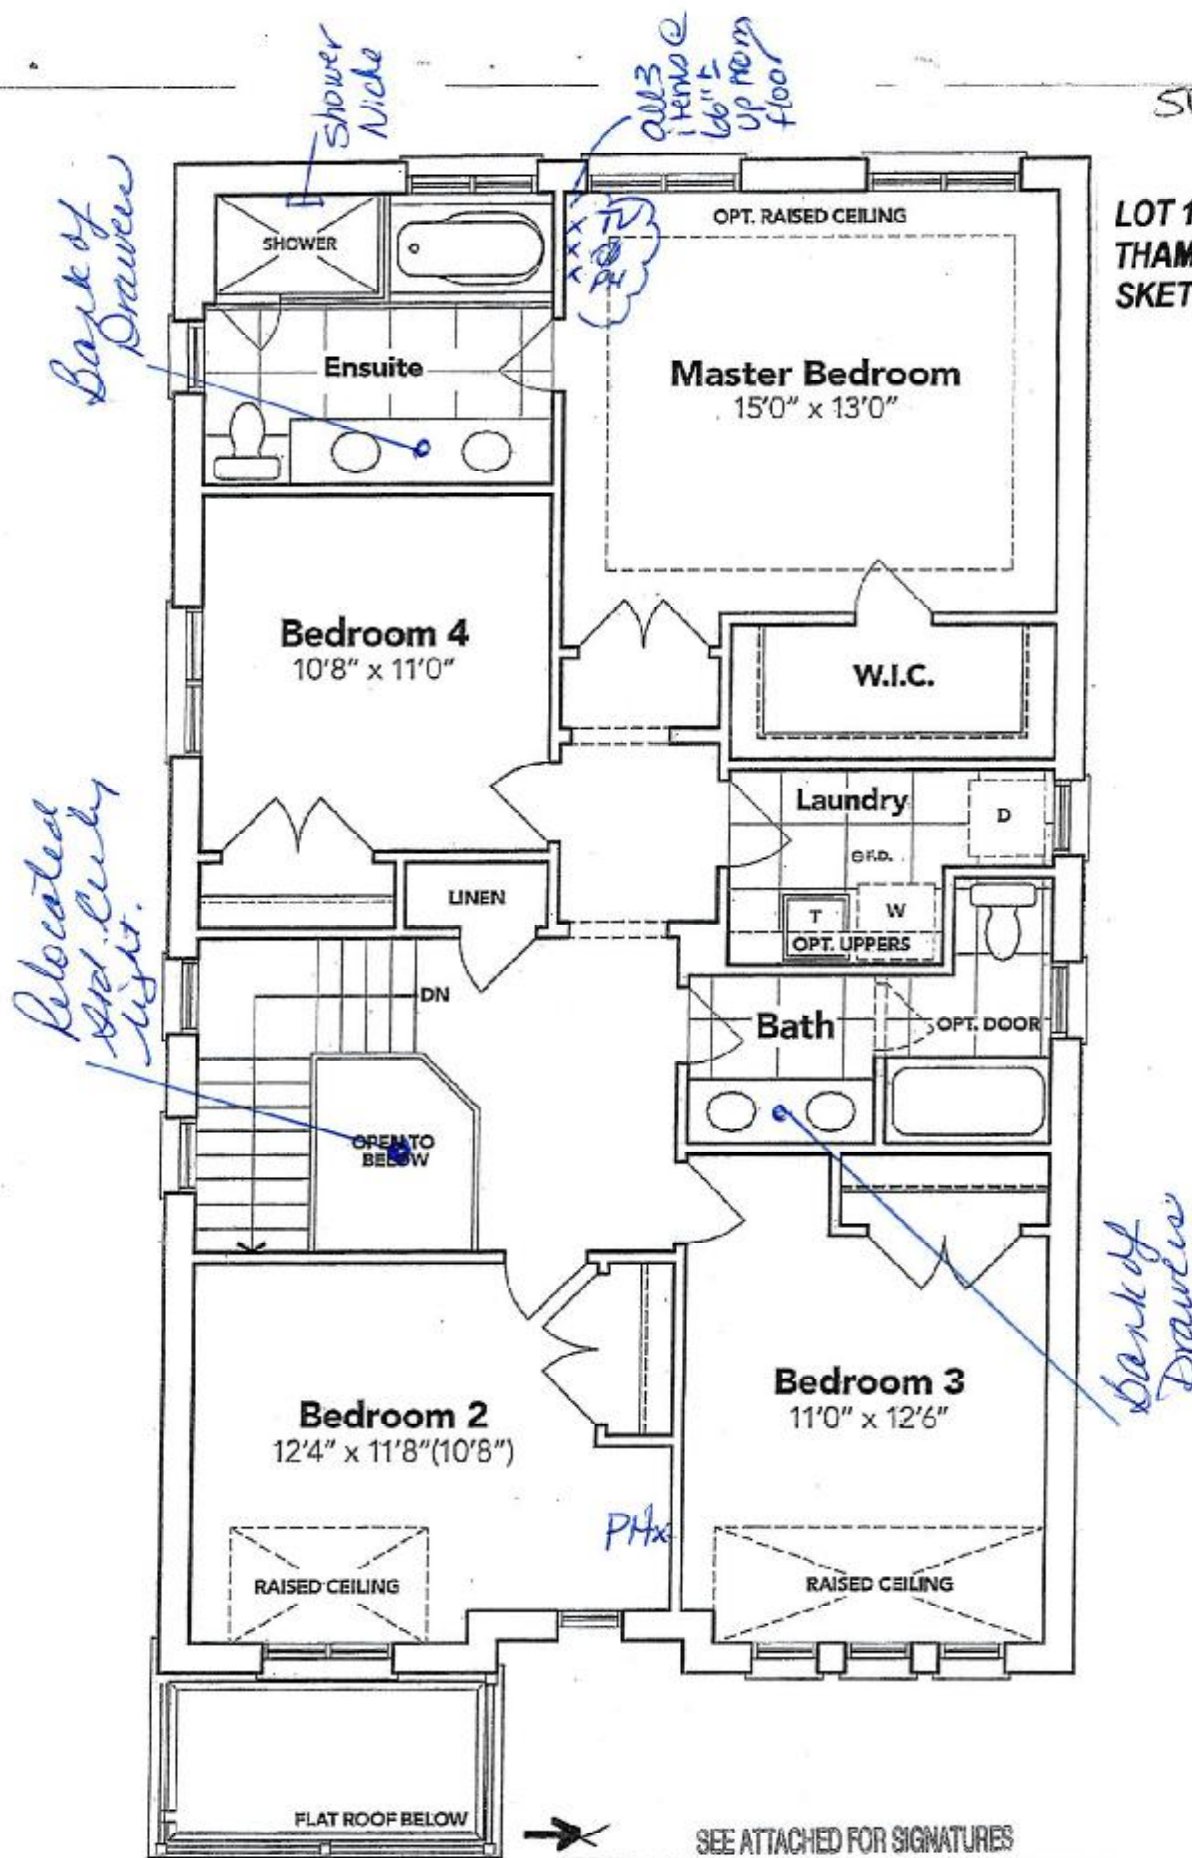 Shower
Niche
all 3
items @
66" ±
up from
floor
Bank of
Drawers
LOT 1
THAM
SKET
SHOWER
x TV
x
x PH
OPT. RAISED CEILING
Ensuite
Master Bedroom
15'0" x 13'0"
Bedroom 4
10'8" x 11'0"
W.I.C.
Relocated
Std. Ceiling
Light.
Laundry
D
LINEN
T
W
OPT. UPPERS
DN
Bath
OPT. DOOR
OPEN TO
BELOW
Bank of
Drawers
Bedroom 2
12'4" x 11'8"(10'8")
Bedroom 3
11'0" x 12'6"
PHx
RAISED CEILING
RAISED CEILING
FLAT ROOF BELOW
SEE ATTACHED FOR SIGNATURES